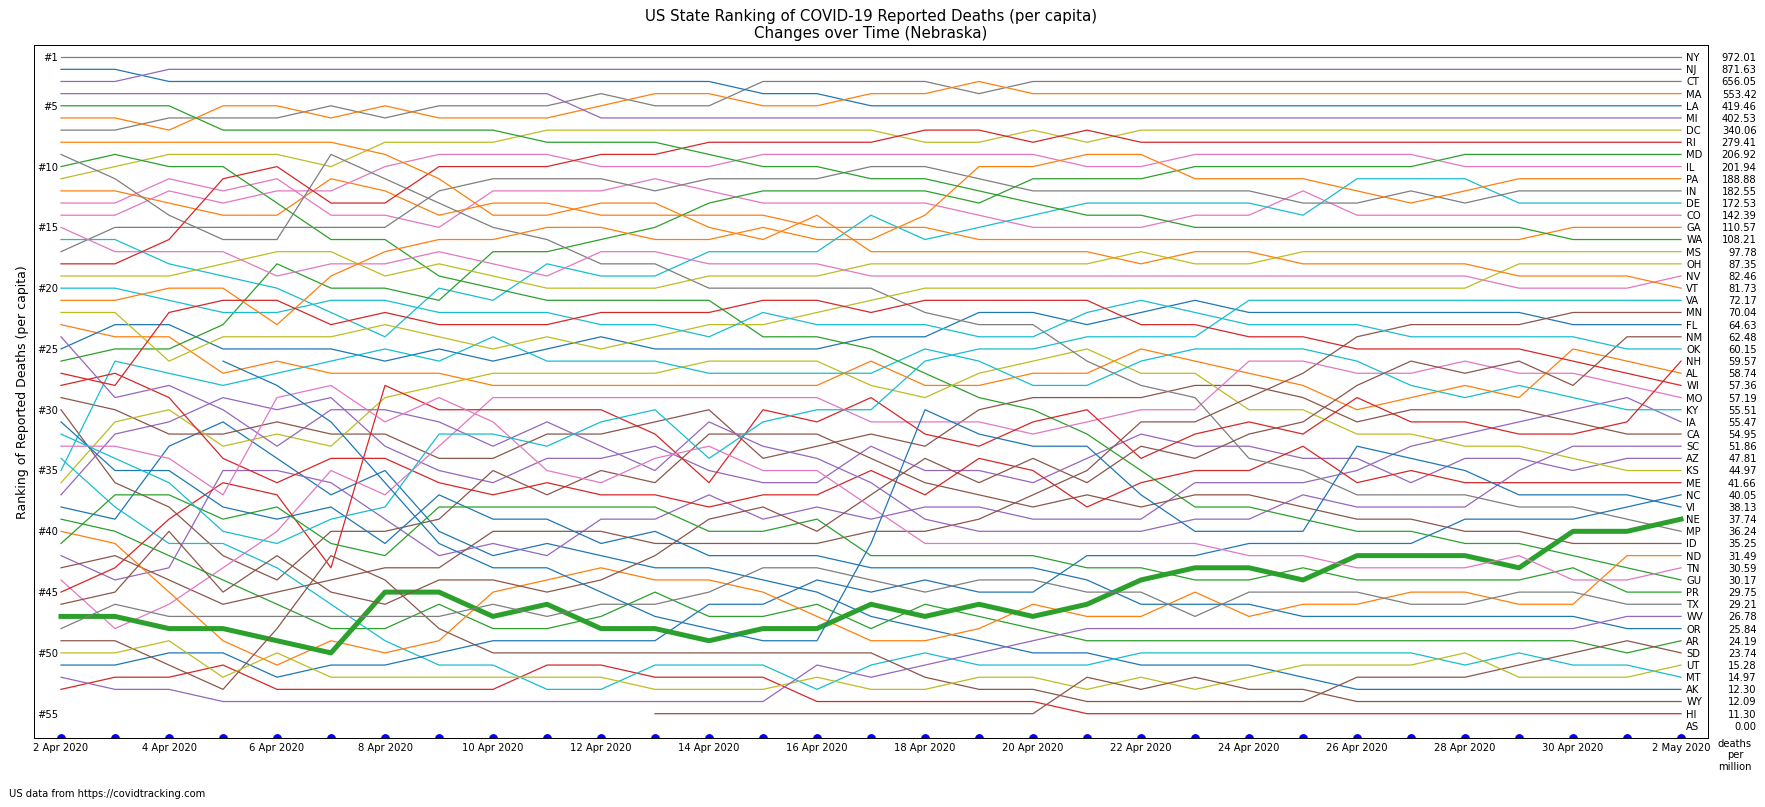 US State Ranking of COVID-19 Reported Deaths (per capita)
Changes over Time (Nebraska)
Ranking of Reported Deaths (per capita)
#1
#5
#10
#15
#20
#25
#30
#35
#40
#45
#50
#55
NY 972.01
NJ 871.63
CT 656.05
MA 553.42
LA 419.46
MI 402.53
DC 340.06
RI 279.41
MD 206.92
IL 201.94
PA 188.88
IN 182.55
DE 172.53
CO 142.39
GA 110.57
WA 108.21
MS 97.78
OH 87.35
NV 82.46
VT 81.73
VA 72.17
MN 70.04
FL 64.63
NM 62.48
OK 60.15
NH 59.57
AL 58.74
WI 57.36
MO 57.19
KY 55.51
IA 55.47
CA 54.95
SC 51.86
AZ 47.81
KS 44.97
ME 41.66
NC 40.05
VI 38.13
NE 37.74
MP 36.24
ID 35.25
ND 31.49
TN 30.59
GU 30.17
PR 29.75
TX 29.21
WV 26.78
OR 25.84
AR 24.19
SD 23.74
UT 15.28
MT 14.97
AK 12.30
WY 12.09
HI 11.30
AS 0.00
2 Apr 2020 4 Apr 2020 6 Apr 2020 8 Apr 2020 10 Apr 2020 12 Apr 2020 14 Apr 2020 16 Apr 2020 18 Apr 2020 20 Apr 2020 22 Apr 2020 24 Apr 2020 26 Apr 2020 28 Apr 2020 30 Apr 2020 2 May 2020
deaths
per
million
US data from https://covidtracking.com